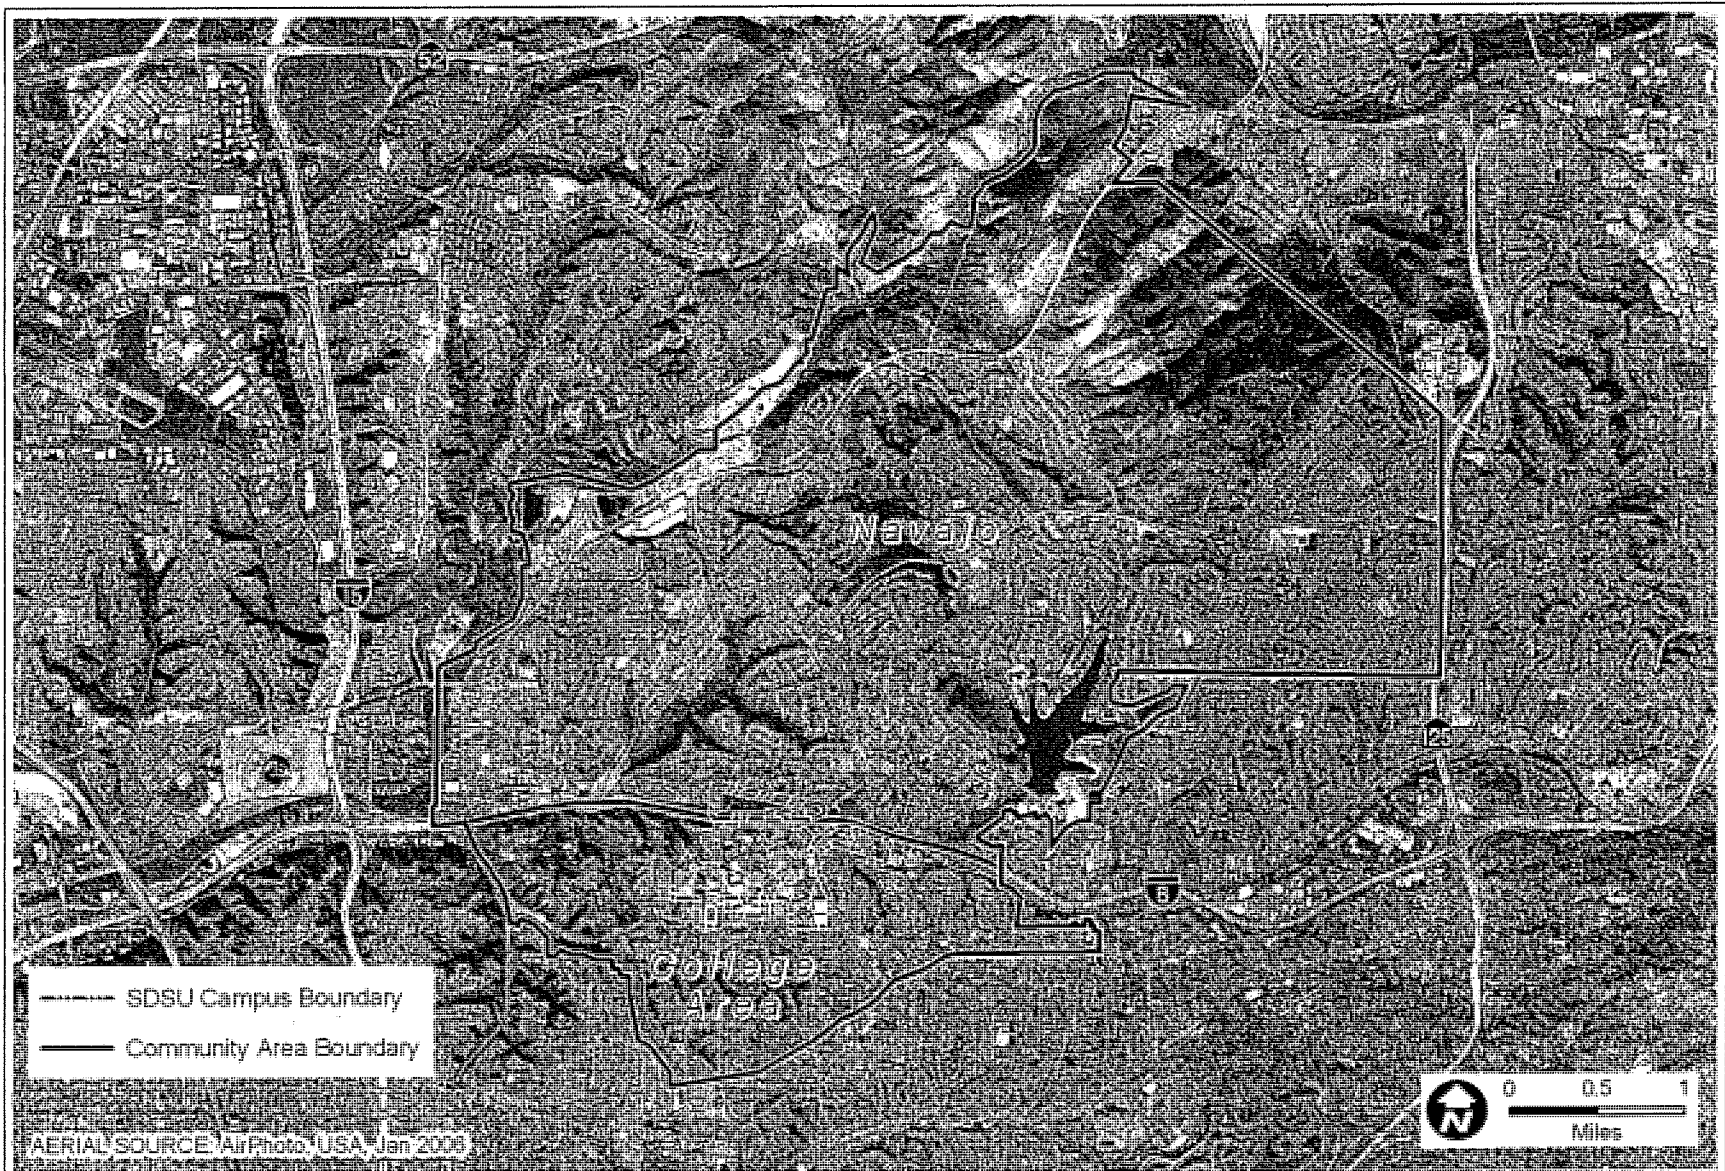 52
Navajo
15
125
8
College
Area
SDSU Campus Boundary
Community Area Boundary
0 0.5 1
N
Miles
AERIAL SOURCE: AirPhoto USA, Jan 2003